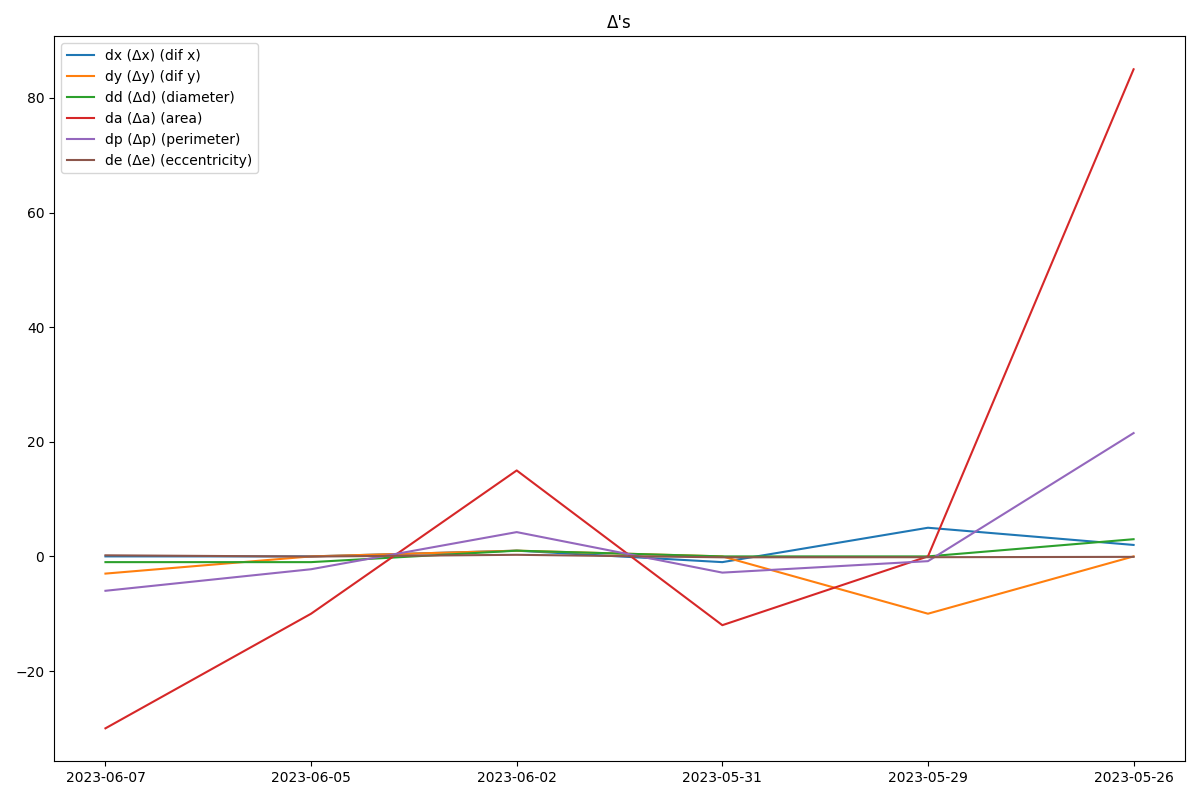 Δ's
dx (Δx) (dif x)
dy (Δy) (dif y)
dd (Δd) (diameter)
da (Δa) (area)
dp (Δp) (perimeter)
de (Δe) (eccentricity)
80
60
40
20
0
−20
2023-06-07 2023-06-05 2023-06-02 2023-05-31 2023-05-29 2023-05-26